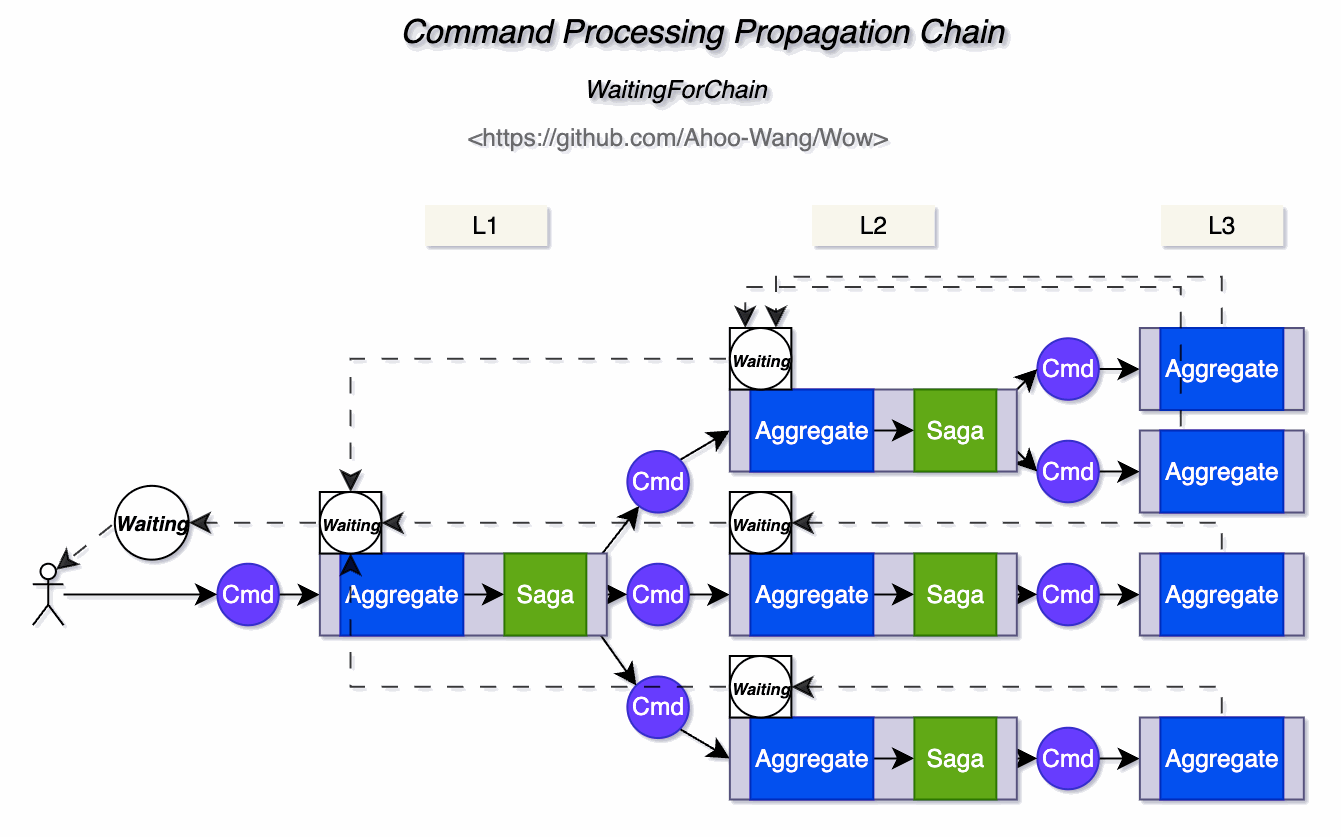 Command Processing Propagation Chain
WaitingForChain
<https://github.com/Ahoo-Wang/Wow>
L1
L2
L3
Waiting
Cmd
Aggregate
Cmd
Aggregate
Saga
Cmd
Cmd
Aggregate
Waiting
Waiting
Waiting
Cmd
Aggregate
Saga
Cmd
Aggregate
Saga
Cmd
Aggregate
Waiting
Cmd
Aggregate
Saga
Cmd
Aggregate